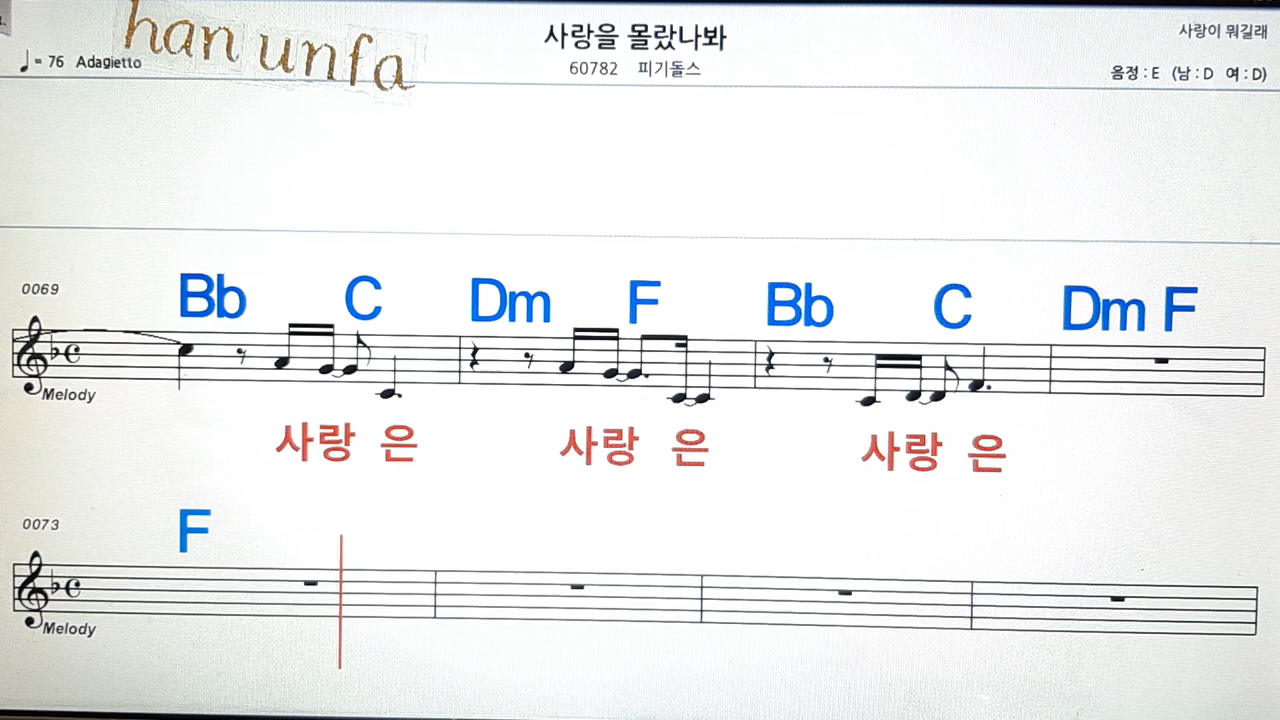 han unfa
♩= 76 Adagietto
사랑을 몰랐나봐
60782 피기돌스
사랑이 뭐길래
음정 : E (남 : D 여 : D)
0069
Bb C Dm F Bb C Dm F
Melody
사랑 은 사랑 은 사랑 은
0073
F
Melody